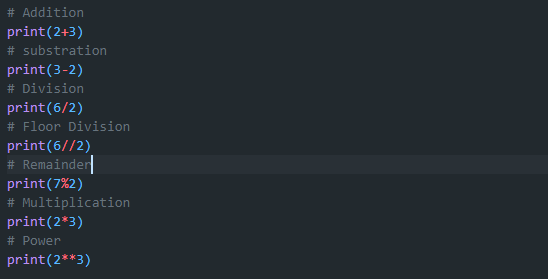 # Addition
print(2+3)
# substration
print(3-2)
# Division
print(6/2)
# Floor Division
print(6//2)
# Remainder
print(7%2)
# Multiplication
print(2*3)
# Power
print(2**3)